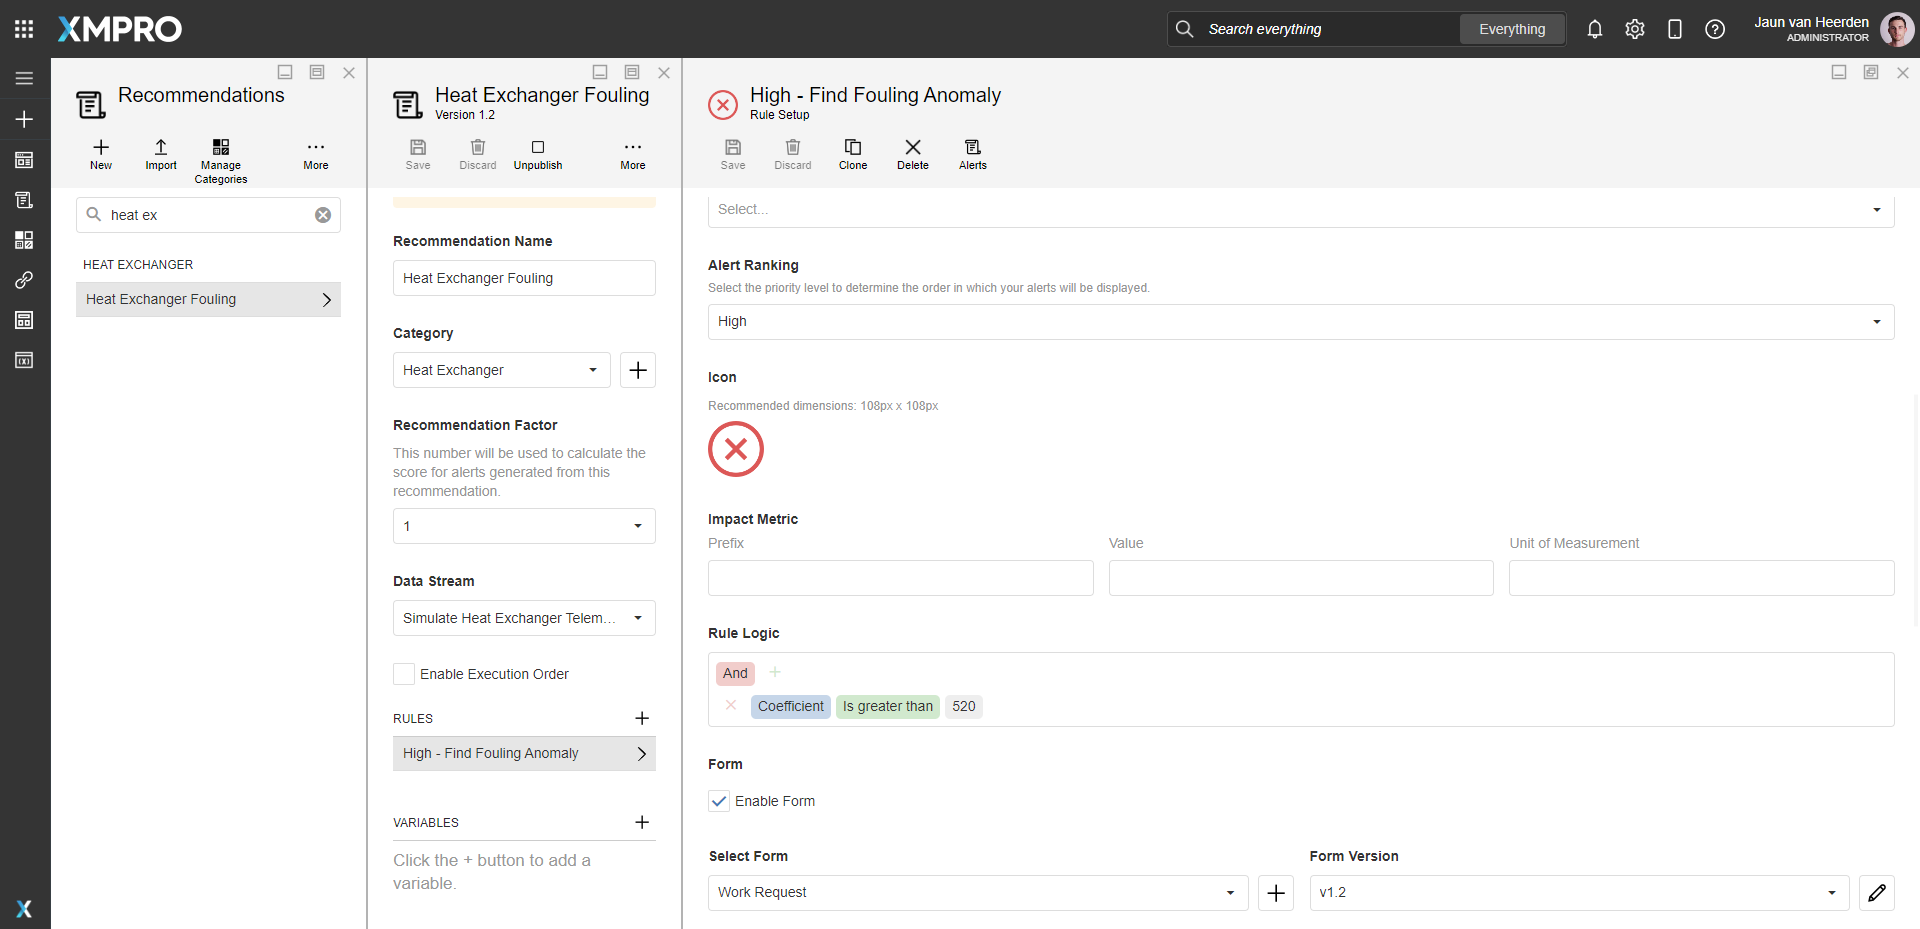 XMPRO
Search everything
Everything
Jaun van Heerden
ADMINISTRATOR
Recommendations
New
Import
Manage Categories
More
heat ex
HEAT EXCHANGER
Heat Exchanger Fouling
Heat Exchanger Fouling
Version 1.2
Save
Discard
Unpublish
More
Recommendation Name
Heat Exchanger Fouling
Category
Heat Exchanger
Recommendation Factor
This number will be used to calculate the
score for alerts generated from this
recommendation.
1
Data Stream
Simulate Heat Exchanger Telem...
Enable Execution Order
RULES
High - Find Fouling Anomaly
VARIABLES
Click the + button to add a
variable.
High - Find Fouling Anomaly
Rule Setup
Save
Discard
Clone
Delete
Alerts
Select...
Alert Ranking
Select the priority level to determine the order in which your alerts will be displayed.
High
Icon
Recommended dimensions: 108px x 108px
Impact Metric
Prefix
Value
Unit of Measurement
Rule Logic
And
Coefficient Is greater than 520
Form
Enable Form
Select Form
Form Version
Work Request
v1.2